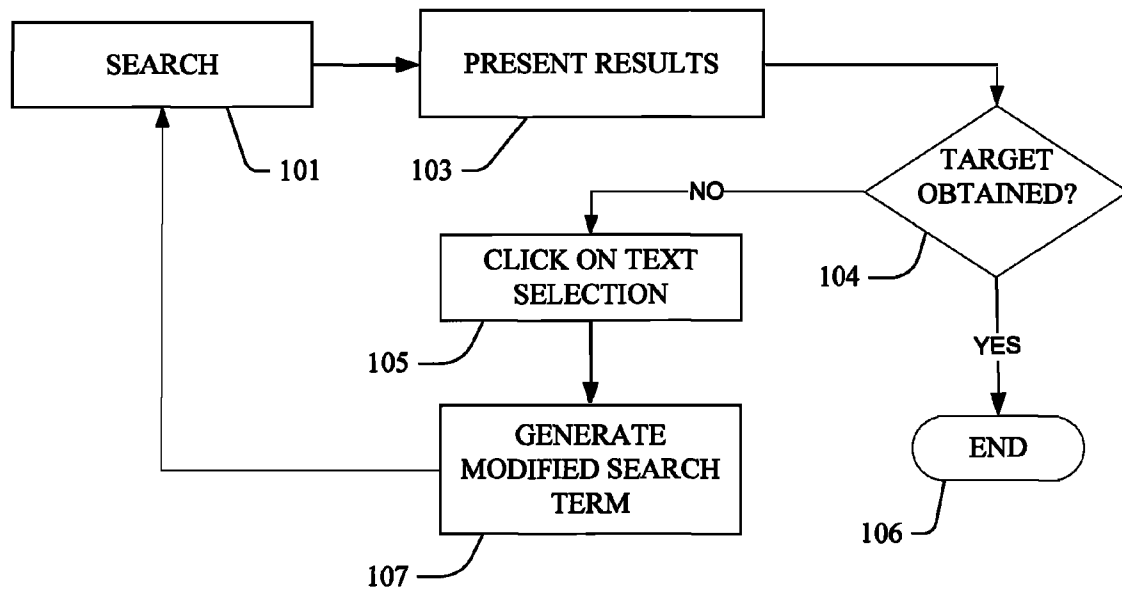 SEARCH
101
PRESENT RESULTS
103
TARGET
OBTAINED?
104
NO
CLICK ON TEXT
SELECTION
105
YES
GENERATE
MODIFIED SEARCH
TERM
107
END
106